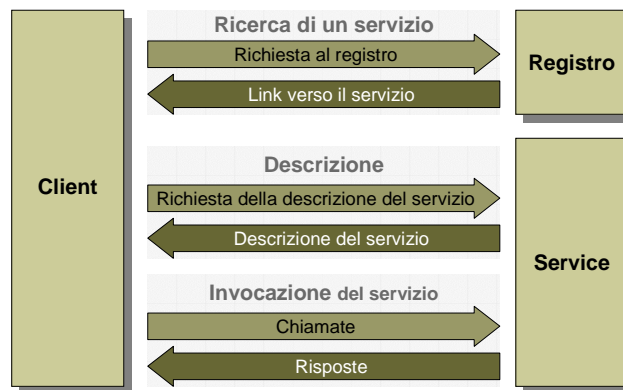 Ricerca di un servizio
Richiesta al registro
Registro
Link verso il servizio
Client
Descrizione
Richiesta della descrizione del servizio
Descrizione del servizio
Service
Invocazione del servizio
Chiamate
Risposte